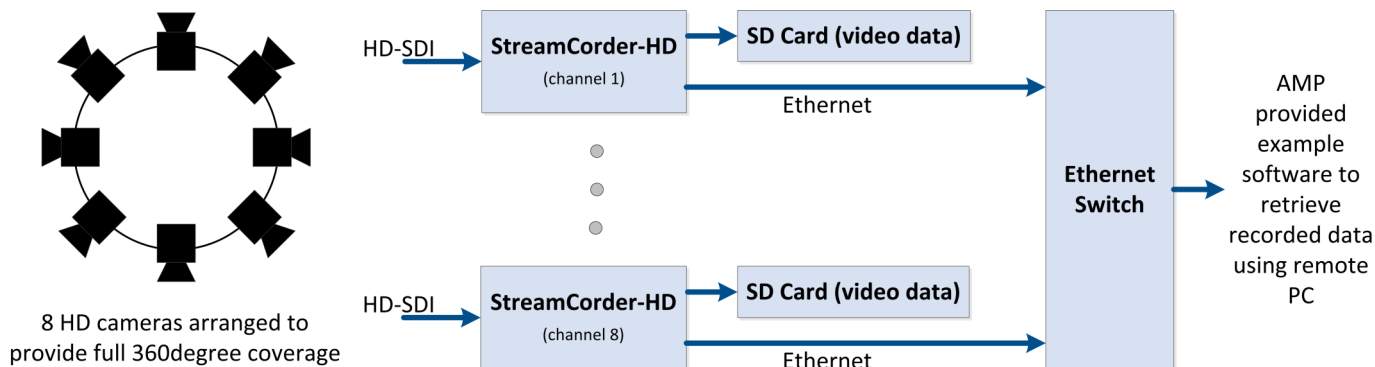 8 HD cameras arranged to
provide full 360degree coverage
HD-SDI
StreamCorder-HD
(channel 1)
SD Card (video data)
Ethernet
HD-SDI
StreamCorder-HD
(channel 8)
SD Card (video data)
Ethernet
Ethernet
Switch
AMP
provided
example
software to
retrieve
recorded data
using remote
PC